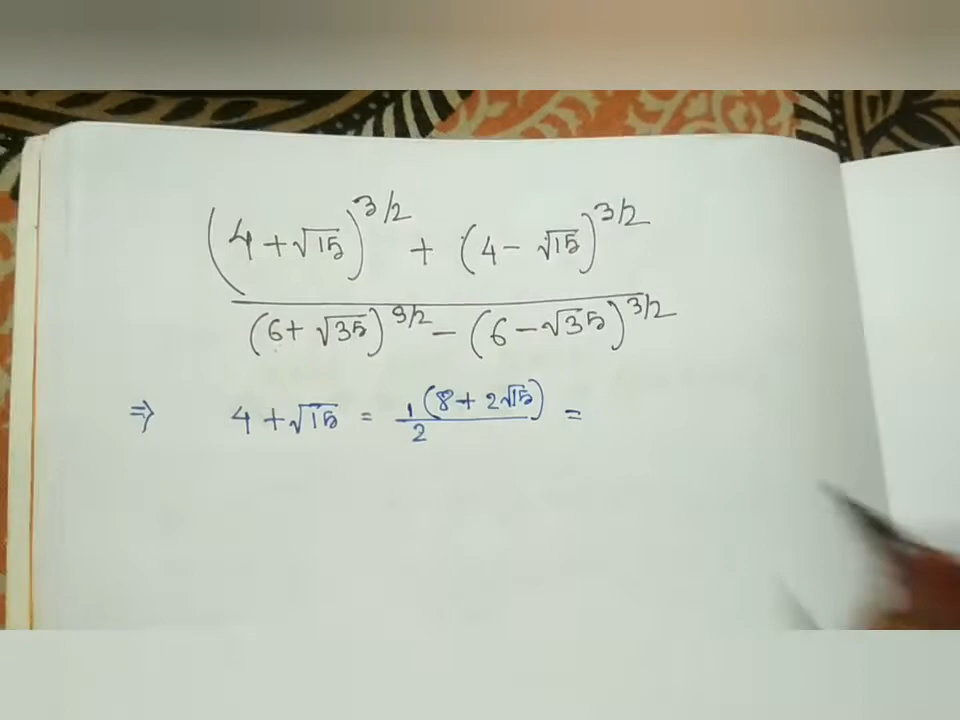 (4 + √15)^3/2 + (4 - √15)^3/2
(6 + √35)^3/2 - (6 - √35)^3/2
⇒ 4 + √15 = 1/2 (8 + 2√15) =